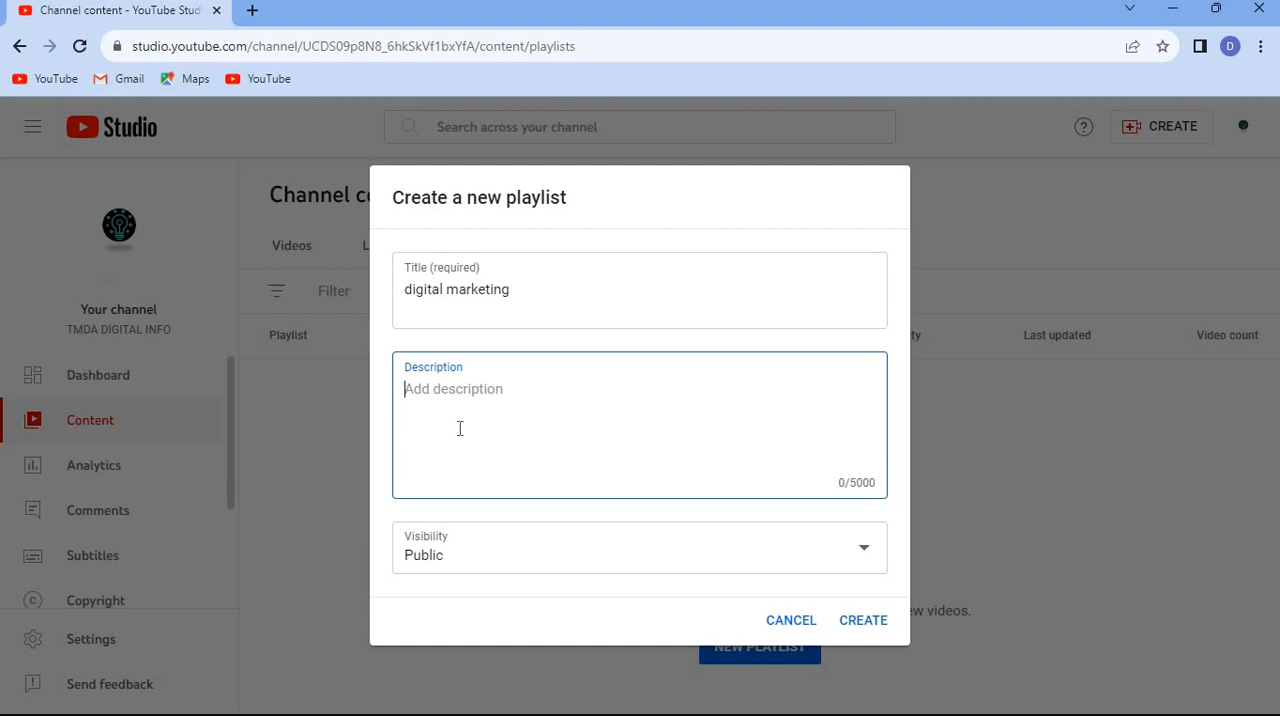 Channel content - YouTube Studi
studio.youtube.com/channel/UCDS09p8N8_6hkSkVf1bxYfA/content/playlists
D
YouTube
Gmail
Maps
YouTube
Studio
Search across your channel
CREATE
Create a new playlist
Channel c
Videos
L
Title (required)
digital marketing
Filter
Your channel
TMDA DIGITAL INFO
Playlist
ty
Last updated
Video count
Description
Add description
0/5000
Dashboard
Content
Analytics
Comments
Subtitles
Copyright
Settings
Send feedback
Visibility
Public
CANCEL
CREATE
ew videos.
NEW PLAYLIST